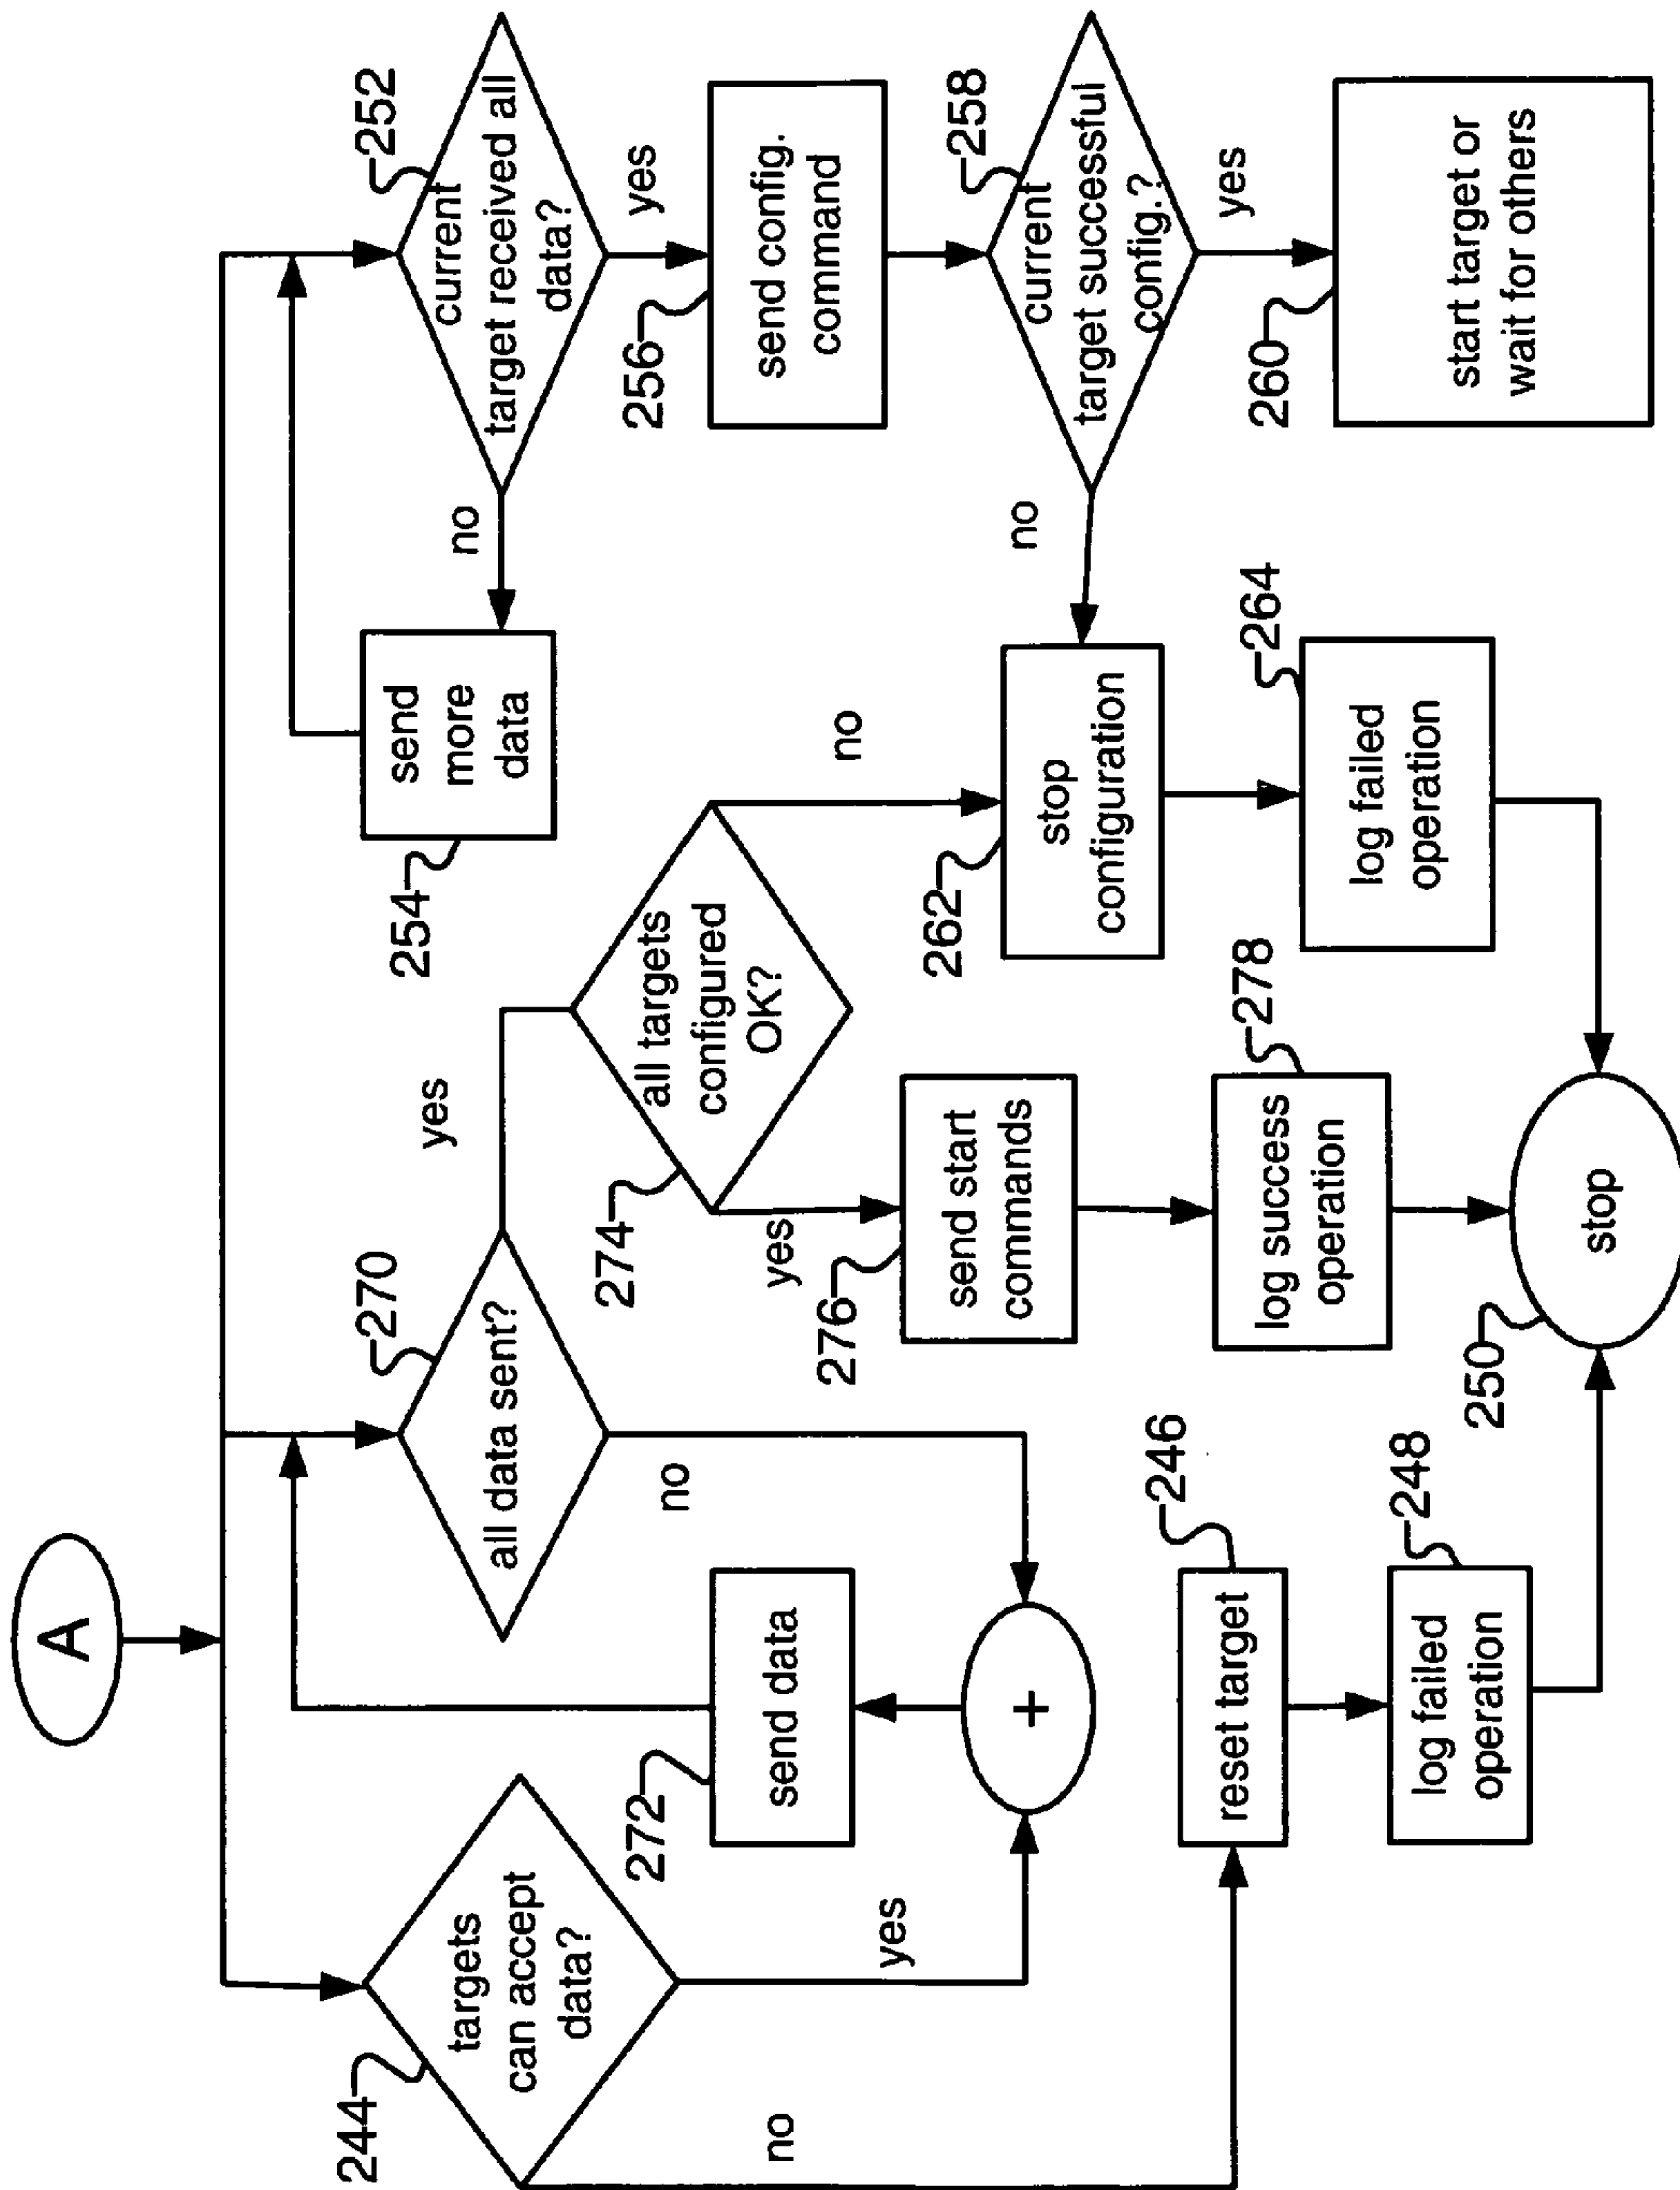 A
244
targets
can accept
data?
no
yes
270
all data sent?
yes
no
272
send data
+
246
reset target
248
log failed
operation
274
all targets
configured
OK?
yes
no
276
send start
commands
278
log success
operation
250
stop
252
current
target received all
data?
no
yes
254
send
more
data
256
send config.
command
258
current
target successful
config.?
no
yes
260
start target or
wait for others
262
stop
configuration
264
log failed
operation